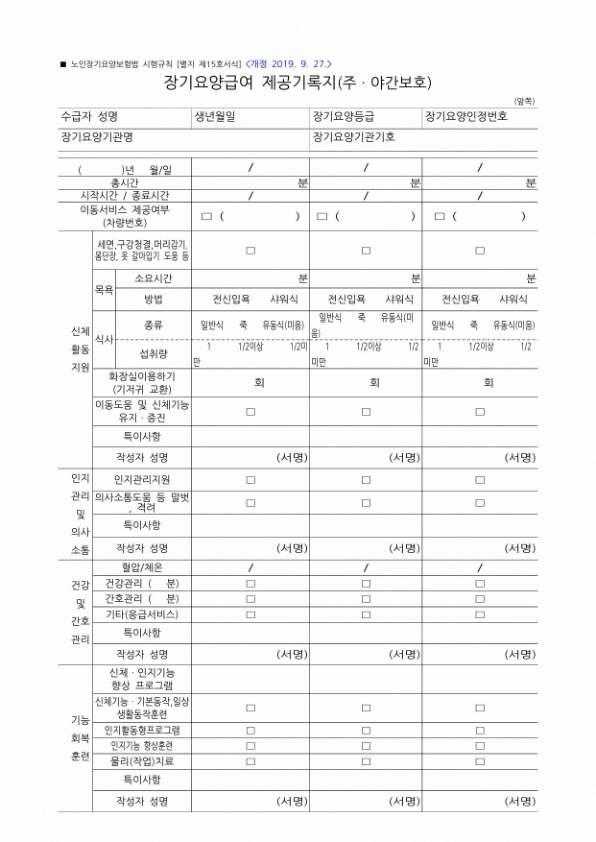 ■ 노인장기요양보험법 시행규칙 [별지 제15호서식] <개정 2019. 9. 27.>
장기요양급여 제공기록지(주ㆍ야간보호)
(앞쪽)
수급자 성명 생년월일 장기요양등급 장기요양인정번호
장기요양기관명 장기요양기관기호
( )년 월/일 / / /
총시간 분 분 분
시작시간 / 종료시간 / / /
이동서비스 제공여부
(차량번호) □ ( ) □ ( ) □ ( )
신체
활동
지원
세면,구강청결,머리감기,
몸단장, 옷 갈아입기 도움 등 □ □ □
목욕 소요시간 분 분 분
방법 전신입욕 샤워식 전신입욕 샤워식 전신입욕 샤워식
식사 종류 일반식 죽 유동식(미음) 일반식 죽 유동식(미음) 일반식 죽 유동식(미음)
섭취량 1 1/2이상 1/2미만 1 1/2이상 1/2미만 1 1/2이상 1/2미만
화장실이용하기
(기저귀 교환) 회 회 회
이동도움 및 신체기능
유지ㆍ증진 □ □ □
특이사항
작성자 성명 (서명) (서명) (서명)
인지
관리
및
의사
소통
인지관리지원 □ □ □
의사소통도움 등 말벗
, 격려 □ □ □
특이사항
작성자 성명 (서명) (서명) (서명)
건강
및
간호
관리
혈압/체온 / / /
건강관리 ( 분) □ □ □
간호관리 ( 분) □ □ □
기타(응급서비스) □ □ □
특이사항
작성자 성명 (서명) (서명) (서명)
기능
회복
훈련
신체ㆍ인지기능
향상 프로그램
신체기능ㆍ기본동작,일상
생활동작훈련 □ □ □
인지활동형프로그램 □ □ □
인지기능 향상훈련 □ □ □
물리(작업)치료 □ □ □
특이사항
작성자 성명 (서명) (서명) (서명)